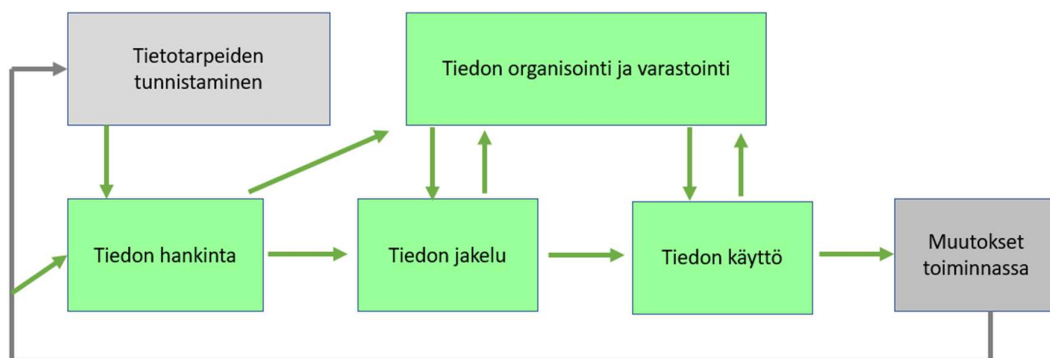 Tietotarpeiden
tunnistaminen
Tiedon organisointi ja varastointi
Tiedon hankinta
Tiedon jakelu
Tiedon käyttö
Muutokset
toiminnassa